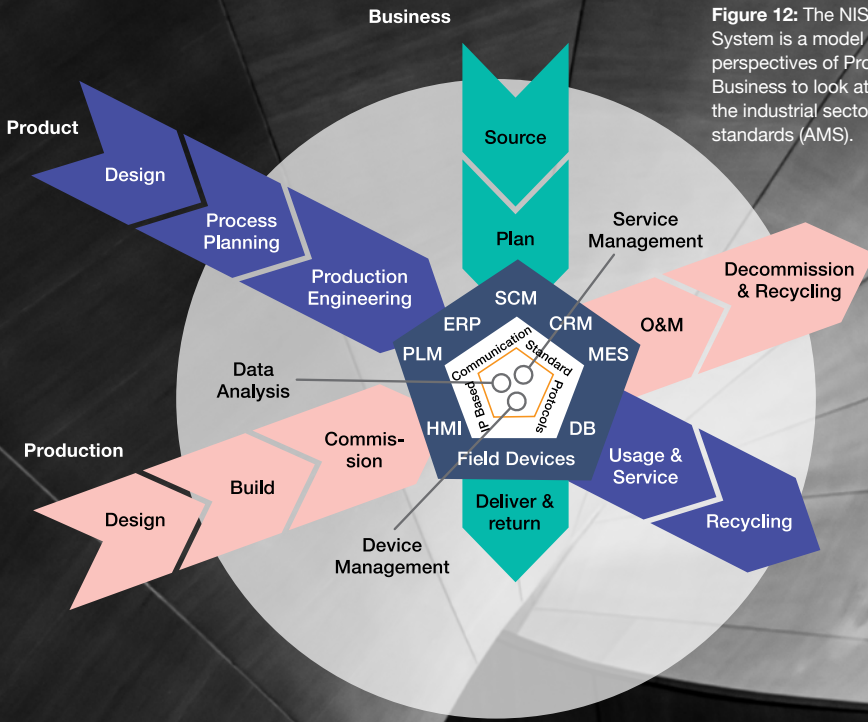 Business
Figure 12: The NIS
System is a model
perspectives of Pro
Business to look at
the industrial secto
standards (AMS).
Product
Design
Process
Planning
Production
Engineering
Source
Plan
Service
Management
Decommission
& Recycling
O&M
SCM
ERP
CRM
PLM
MES
Communication
Standard
Protocols
IP Based
HMI
DB
Field Devices
Data
Analysis
Production
Design
Build
Commis-
sion
Device
Management
Deliver &
return
Usage &
Service
Recycling